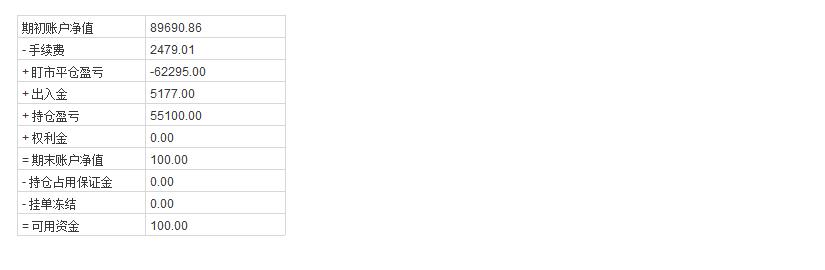 期初账户净值 89690.86
- 手续费 2479.01
+ 盯市平仓盈亏 -62295.00
+ 出入金 5177.00
+ 持仓盈亏 55100.00
+ 权利金 0.00
= 期末账户净值 100.00
- 持仓占用保证金 0.00
- 挂单冻结 0.00
= 可用资金 100.00